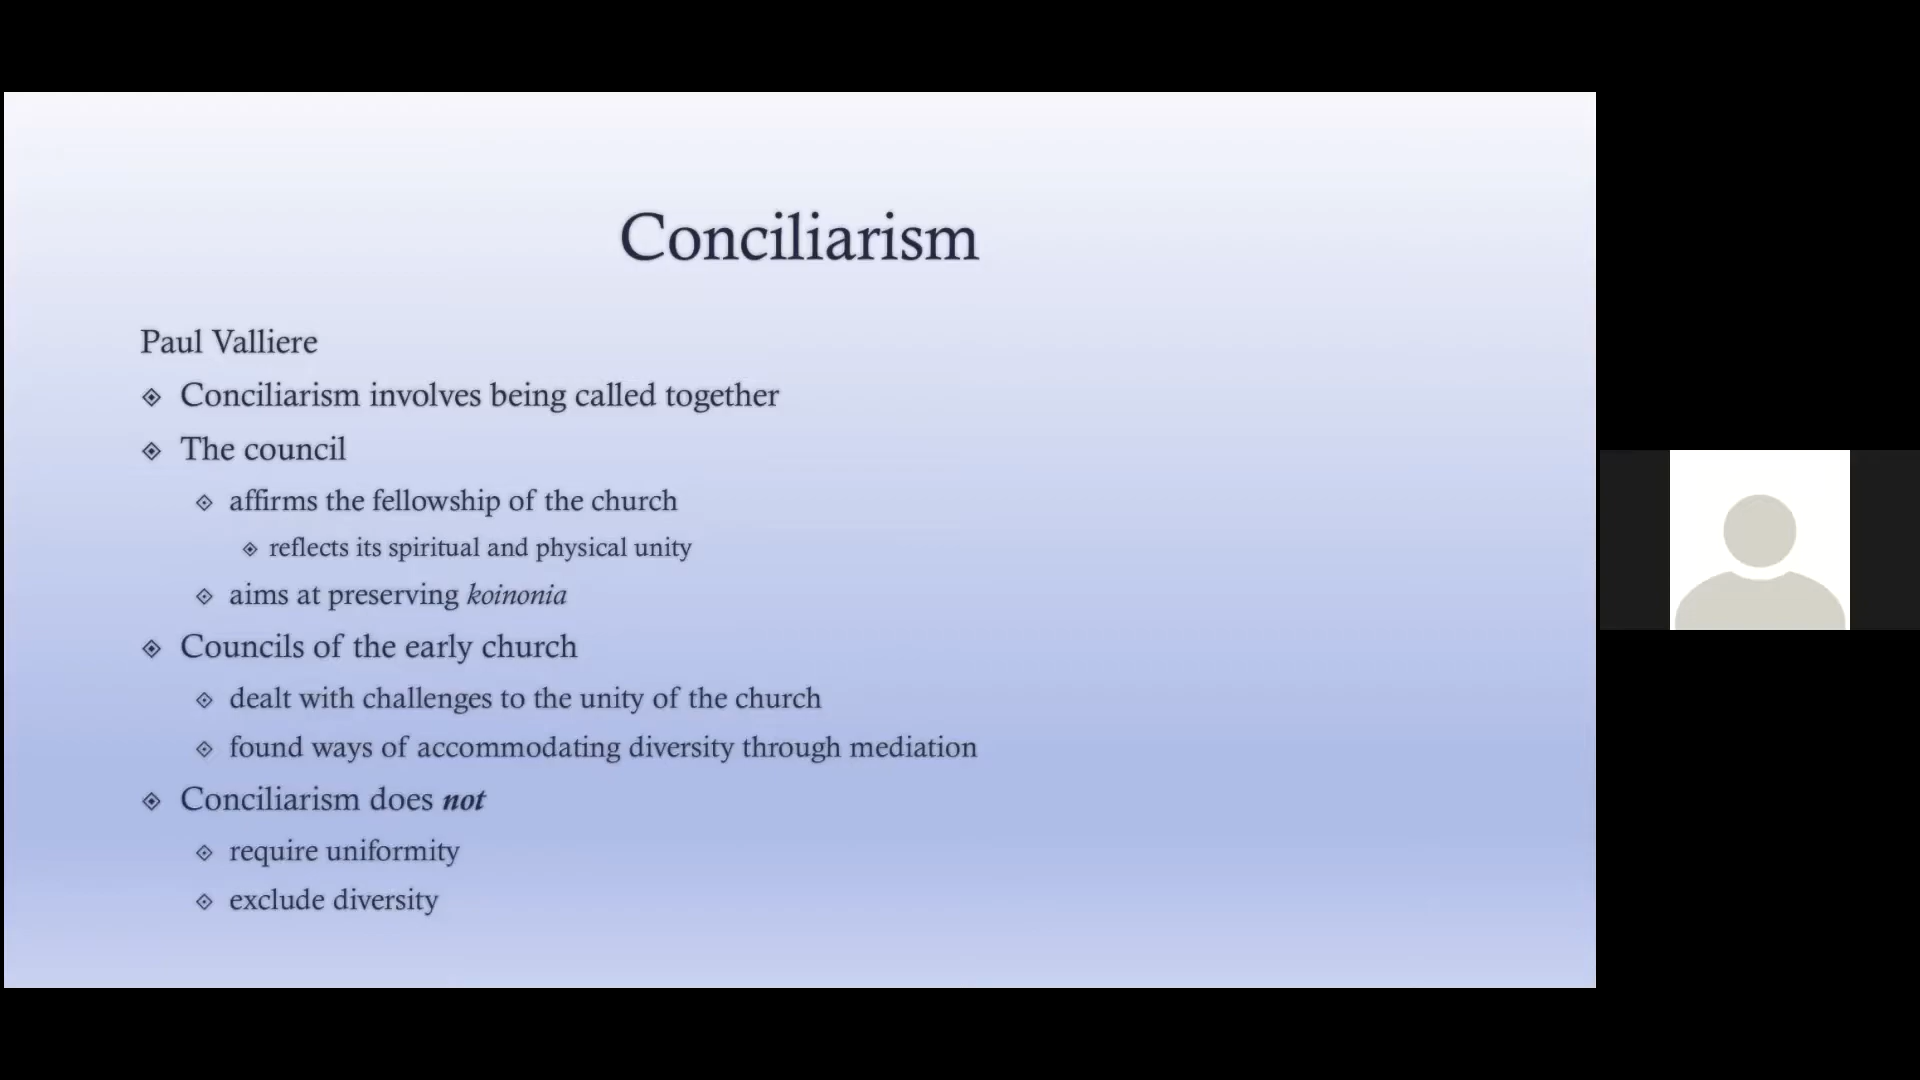 Conciliarism
Paul Valliere
Conciliarism involves being called together
The council
affirms the fellowship of the church
reflects its spiritual and physical unity
aims at preserving koinonia
Councils of the early church
dealt with challenges to the unity of the church
found ways of accommodating diversity through mediation
Conciliarism does not
require uniformity
exclude diversity